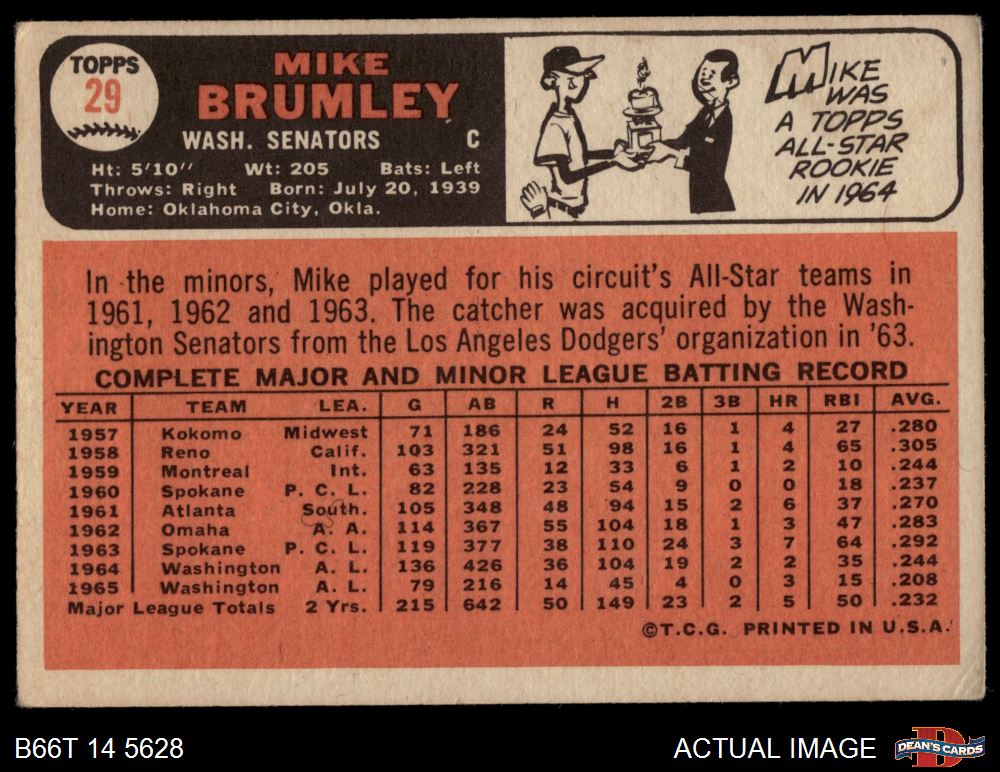 TOPPS
29
MIKE
BRUMLEY
WASH. SENATORS C
Ht: 5'10'' Wt: 205 Bats: Left
Throws: Right Born: July 20, 1939
Home: Oklahoma City, Okla.
MIKE
WAS
A TOPPS
ALL-STAR
ROOKIE
IN 1964
In the minors, Mike played for his circuit's All-Star teams in
1961, 1962 and 1963. The catcher was acquired by the Wash-
ington Senators from the Los Angeles Dodgers' organization in '63.
COMPLETE MAJOR AND MINOR LEAGUE BATTING RECORD
YEAR TEAM LEA. G AB R H 2B 3B HR RBI AVG.
1957 Kokomo Midwest 71 186 24 52 16 1 4 27 .280
1958 Reno Calif. 103 321 51 98 16 1 4 65 .305
1959 Montreal Int. 63 135 12 33 6 1 2 10 .244
1960 Spokane P. C. L. 82 228 23 54 9 0 0 18 .237
1961 Atlanta South. 105 348 48 94 15 2 6 37 .270
1962 Omaha A. A. 114 367 55 104 18 1 3 47 .283
1963 Spokane P. C. L. 119 377 38 110 24 3 7 64 .292
1964 Washington A. L. 136 426 36 104 19 2 2 35 .244
1965 Washington A. L. 79 216 14 45 4 0 3 15 .208
Major League Totals 2 Yrs. 215 642 50 149 23 2 5 50 .232
©T.C.G. PRINTED IN U.S.A.
B66T 14 5628
ACTUAL IMAGE
DEAN'S CARDS